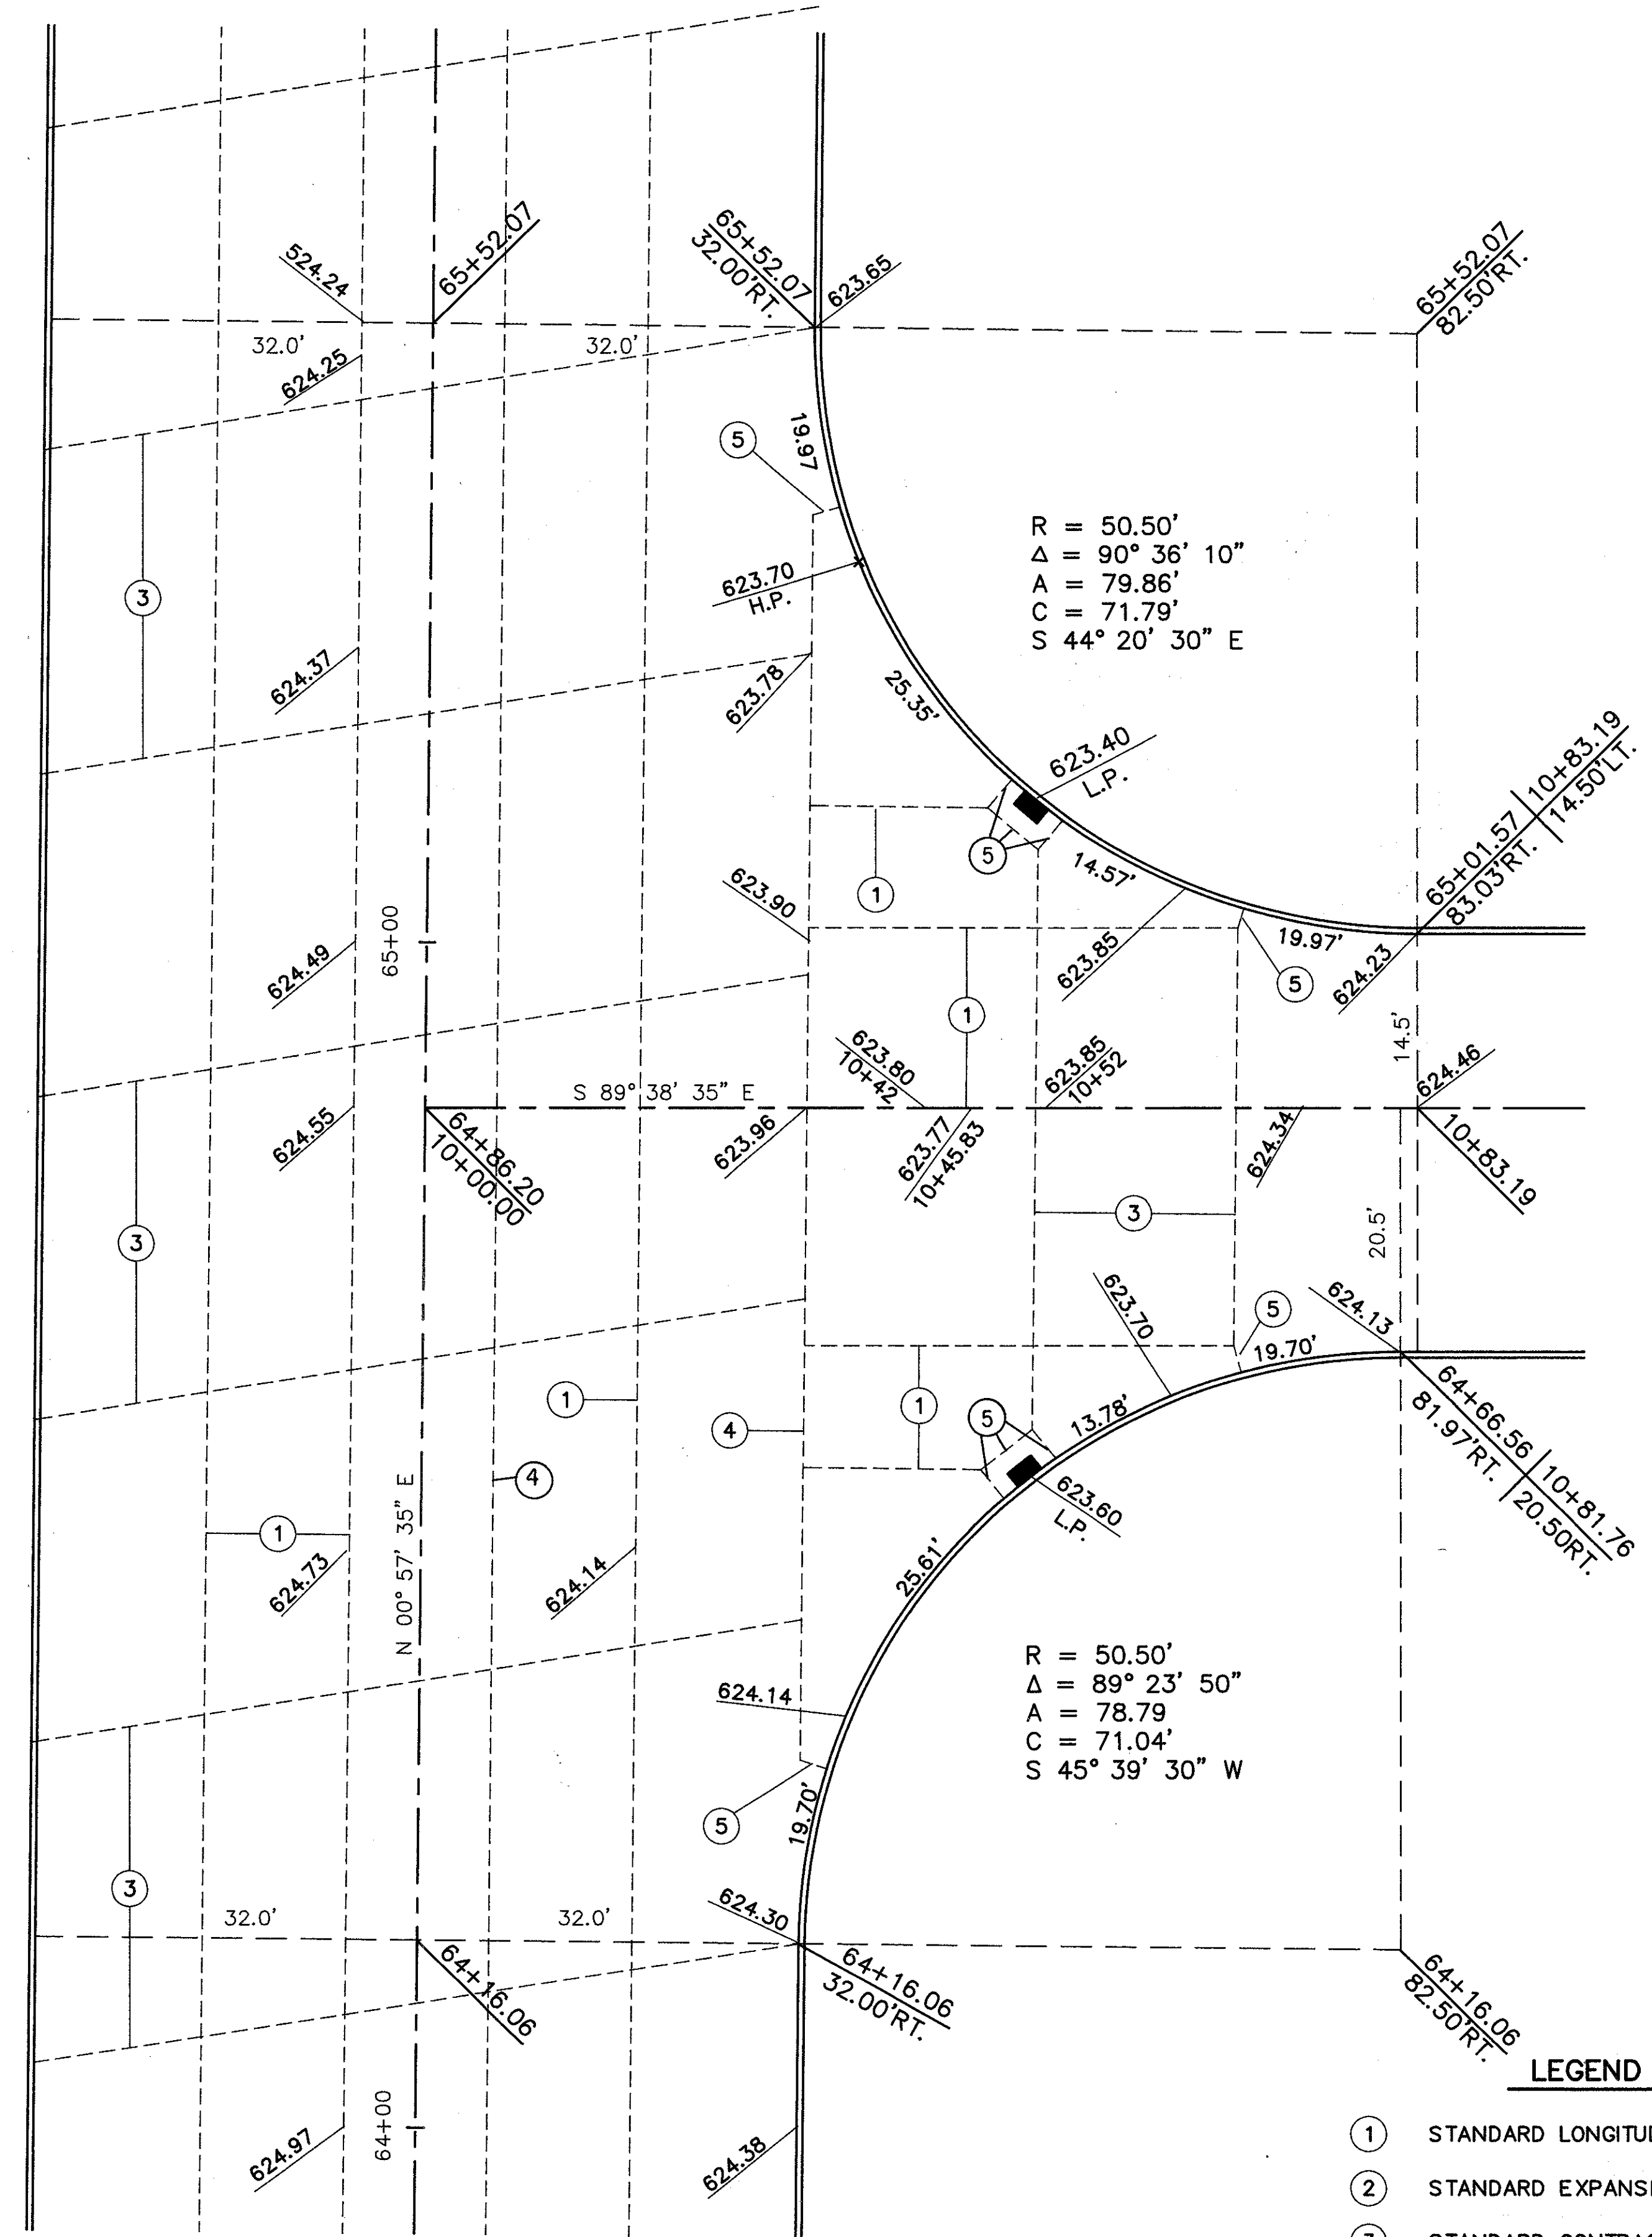 524.24
65+52.07
65+52.07
32.00'RT.
623.65
65+52.07
82.50'RT.
32.0'
32.0'
624.25
19.97
5
R = 50.50'
Δ = 90° 36' 10"
A = 79.86'
C = 71.79'
S 44° 20' 30" E
623.70
H.P.
3
624.37
623.78
25.35'
623.40
L.P.
65+01.57
83.03'RT.
10+83.19
14.50'LT.
5
14.57'
1
623.90
65+00
624.49
623.85
19.97'
5
624.23
1
14.5'
623.80
10+42
623.85
10+52
624.46
S 89° 38' 35" E
624.55
64+86.20
10+00.00
623.96
623.77
10+45.83
624.34
10+83.19
3
3
20.5'
623.70
5
624.13
19.70'
64+66.56
81.97'RT.
10+81.76
20.50RT.
1
4
1
5
13.78'
4
623.60
L.P.
N 00° 57' 35" E
1
624.73
624.14
25.61'
R = 50.50'
Δ = 89° 23' 50"
A = 78.79
C = 71.04'
S 45° 39' 30" W
624.14
19.70'
5
3
32.0'
32.0'
624.30
64+16.06
64+16.06
32.00'RT.
64+16.06
82.50'RT.
LEGEND
64+00
624.97
624.38
1 STANDARD LONGITUD
2 STANDARD EXPANS
3 STANDARD CONTRAC